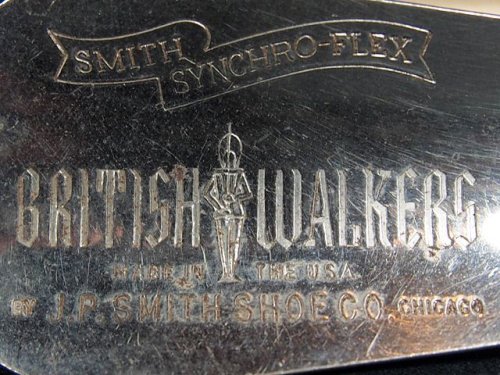 SMITH SYNCHRO-FLEX
BRITISH WALKERS
MADE IN THE U.S.A.
BY J.P. SMITH SHOE CO. CHICAGO